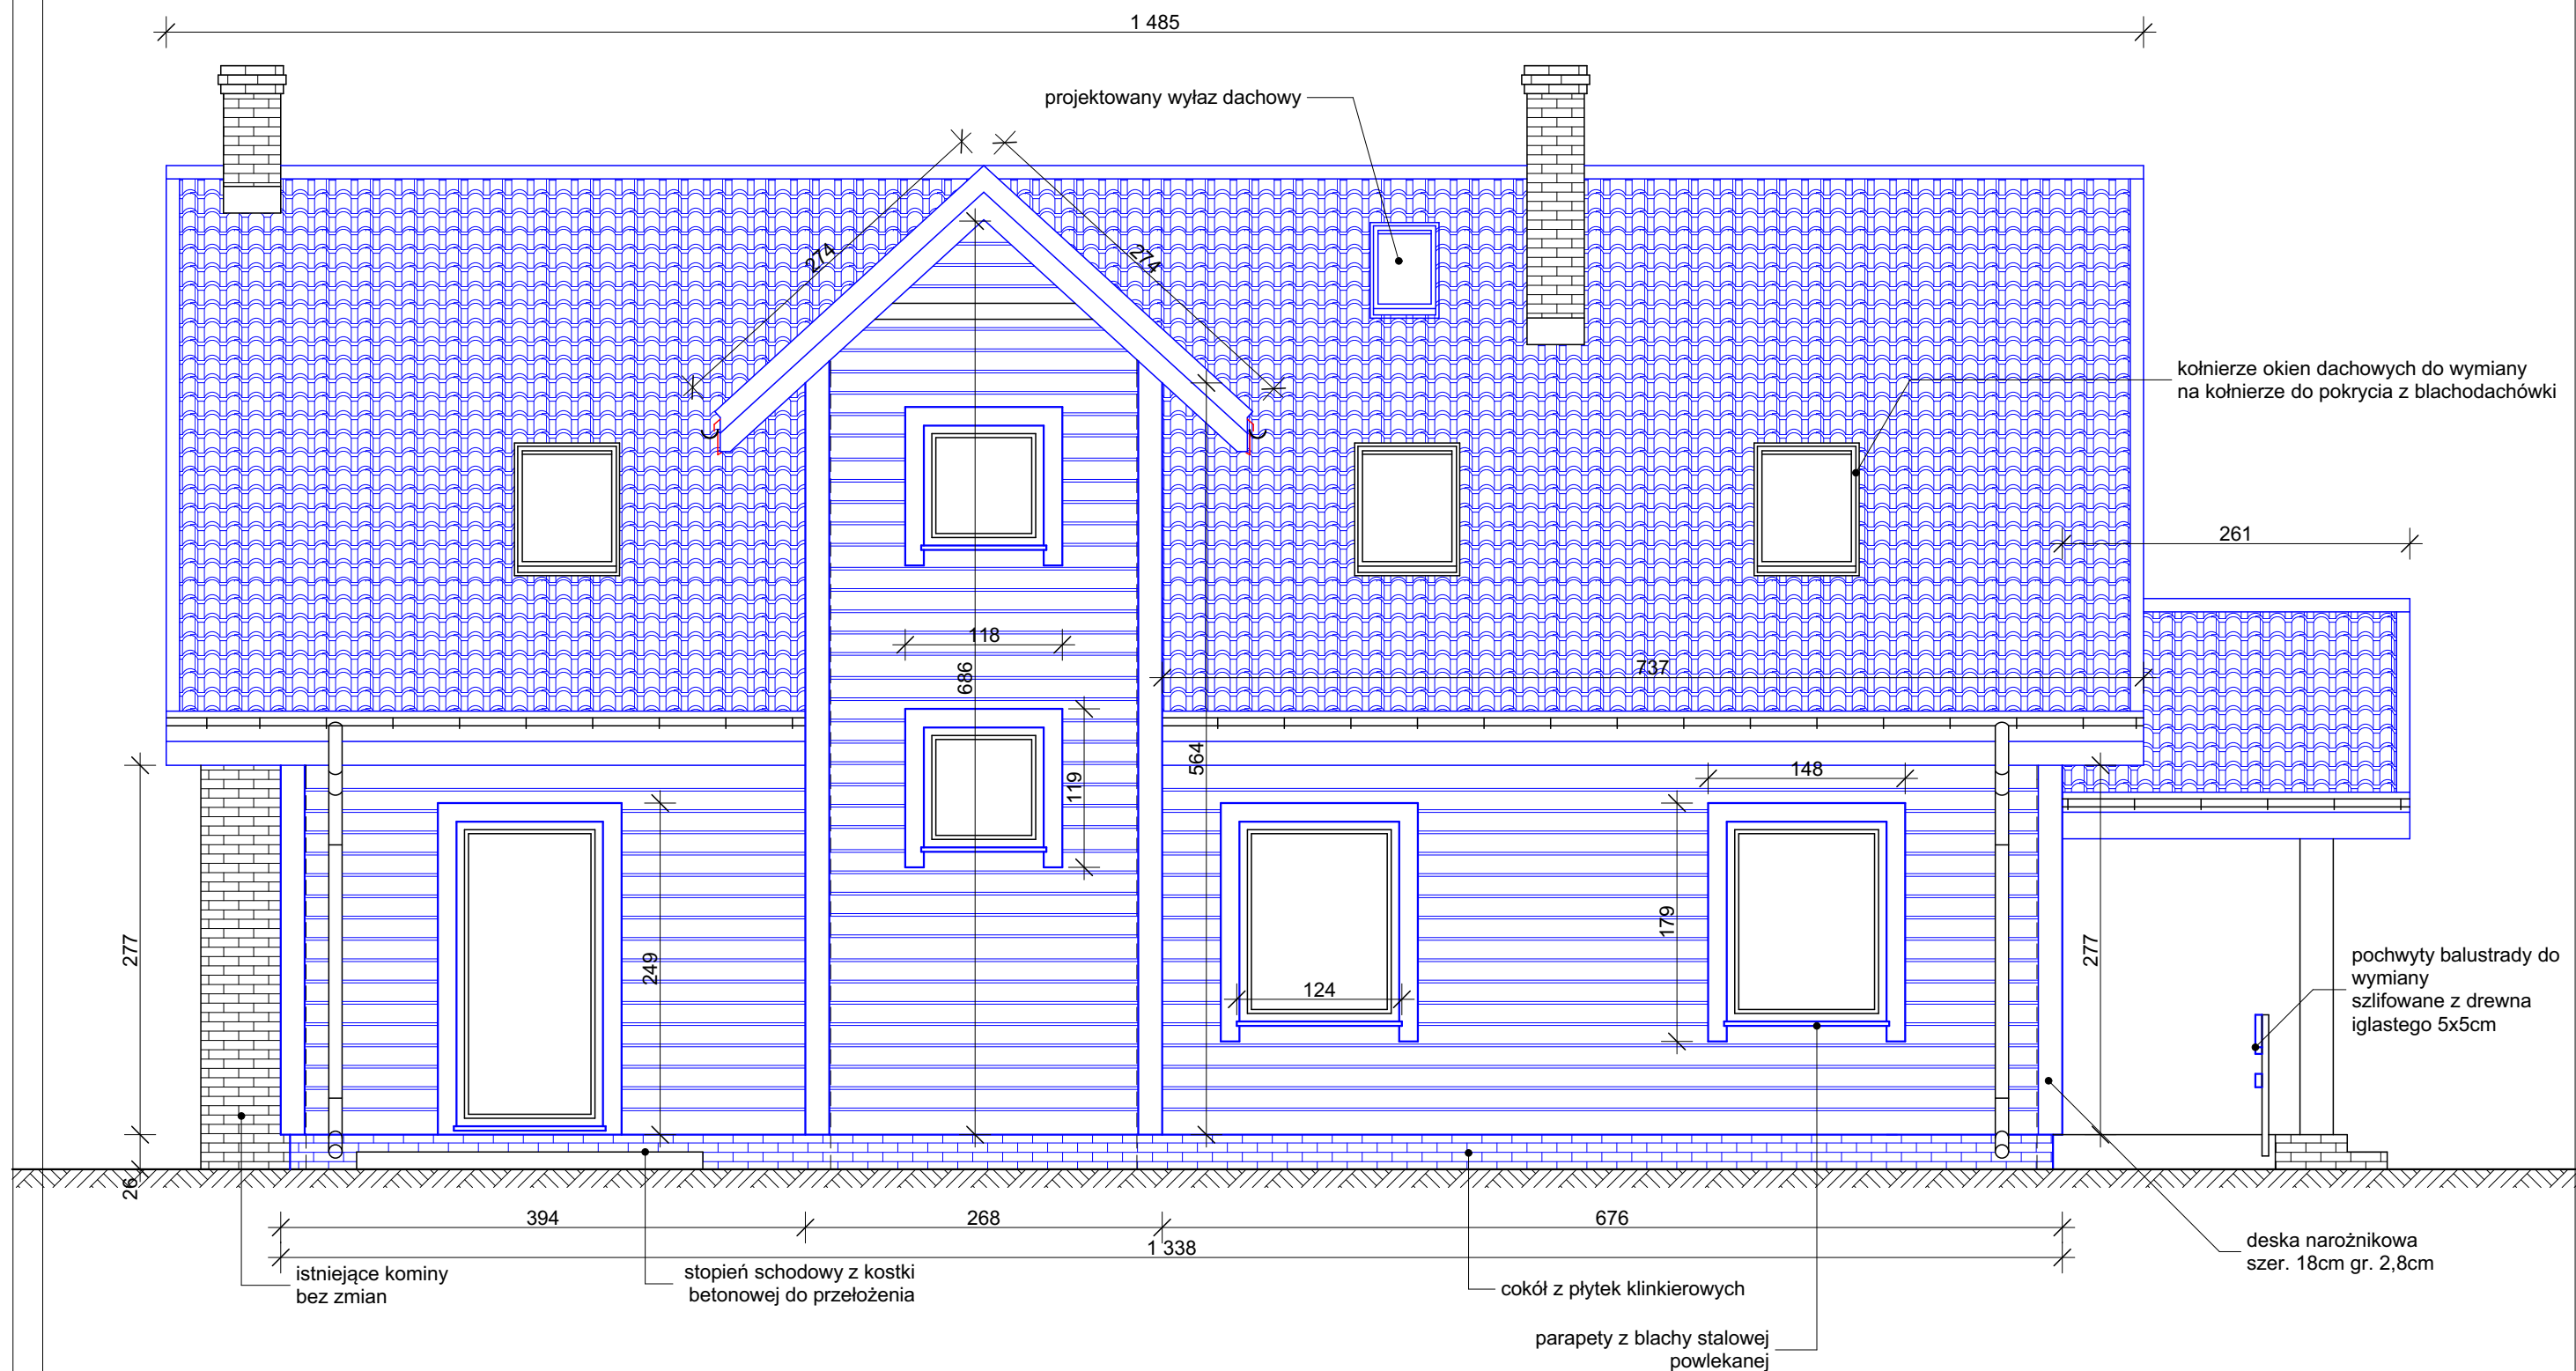 1 485
projektowany wyłaz dachowy
274
274
kołnierze okien dachowych do wymiany
na kołnierze do pokrycia z blachodachówki
261
118
686
737
564
119
148
277
249
179
124
277
pochwyty balustrady do
wymiany
szlifowane z drewna
iglastego 5x5cm
26
394
268
676
1 338
deska narożnikowa
szer. 18cm gr. 2,8cm
istniejące kominy
bez zmian
stopień schodowy z kostki
betonowej do przełożenia
cokół z płytek klinkierowych
parapety z blachy stalowej
powlekanej